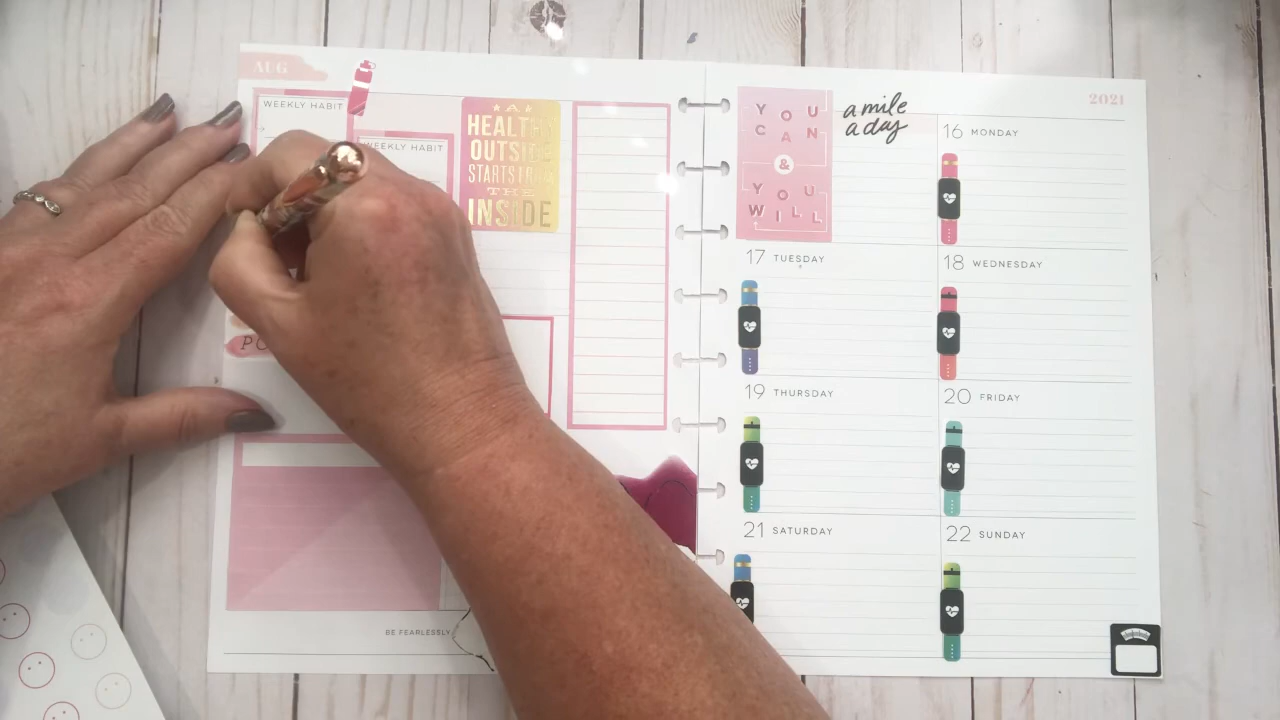 AUG
WEEKLY HABIT
WEEKLY HABIT
A
HEALTHY
OUTSIDE
STARTS FROM
THE
INSIDE
PO
BE FEARLESSLY
YOU
CAN
&
YOU
WILL
a mile
a day
2021
16 MONDAY
17 TUESDAY
18 WEDNESDAY
19 THURSDAY
20 FRIDAY
21 SATURDAY
22 SUNDAY